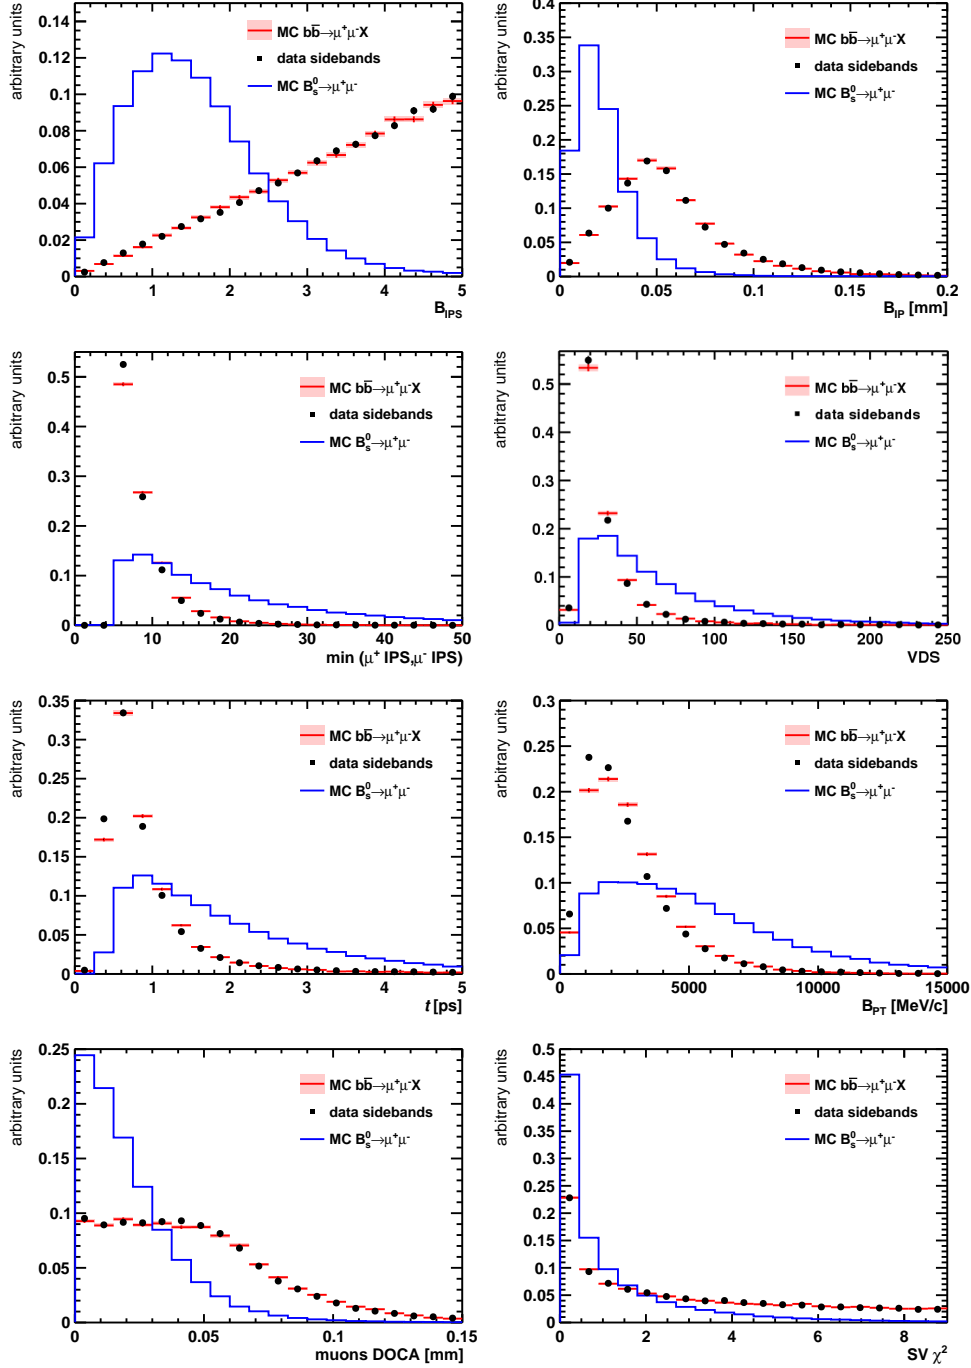 arbitrary units
0.14
0.12
0.1
0.08
0.06
0.04
0.02
0
0 1 2 3 4 5
B_IPS
MC bb̄→μ⁺μ⁻X
data sidebands
MC B⁰ₛ→μ⁺μ⁻
arbitrary units
0.4
0.35
0.3
0.25
0.2
0.15
0.1
0.05
0
0 0.05 0.1 0.15 0.2
B_IP [mm]
MC bb̄→μ⁺μ⁻X
data sidebands
MC B⁰ₛ→μ⁺μ⁻
arbitrary units
0.5
0.4
0.3
0.2
0.1
0
0 10 20 30 40 50
min (μ⁺ IPS,μ⁻ IPS)
MC bb̄→μ⁺μ⁻X
data sidebands
MC B⁰ₛ→μ⁺μ⁻
arbitrary units
0.5
0.4
0.3
0.2
0.1
0
0 50 100 150 200 250
VDS
MC bb̄→μ⁺μ⁻X
data sidebands
MC B⁰ₛ→μ⁺μ⁻
arbitrary units
0.35
0.3
0.25
0.2
0.15
0.1
0.05
0
0 1 2 3 4 5
t [ps]
MC bb̄→μ⁺μ⁻X
data sidebands
MC B⁰ₛ→μ⁺μ⁻
arbitrary units
0.3
0.25
0.2
0.15
0.1
0.05
0
0 5000 10000 15000
B_PT [MeV/c]
MC bb̄→μ⁺μ⁻X
data sidebands
MC B⁰ₛ→μ⁺μ⁻
arbitrary units
0.25
0.2
0.15
0.1
0.05
0
0 0.05 0.1 0.15
muons DOCA [mm]
MC bb̄→μ⁺μ⁻X
data sidebands
MC B⁰ₛ→μ⁺μ⁻
arbitrary units
0.5
0.45
0.4
0.35
0.3
0.25
0.2
0.15
0.1
0.05
0
0 2 4 6 8
SV χ²
MC bb̄→μ⁺μ⁻X
data sidebands
MC B⁰ₛ→μ⁺μ⁻